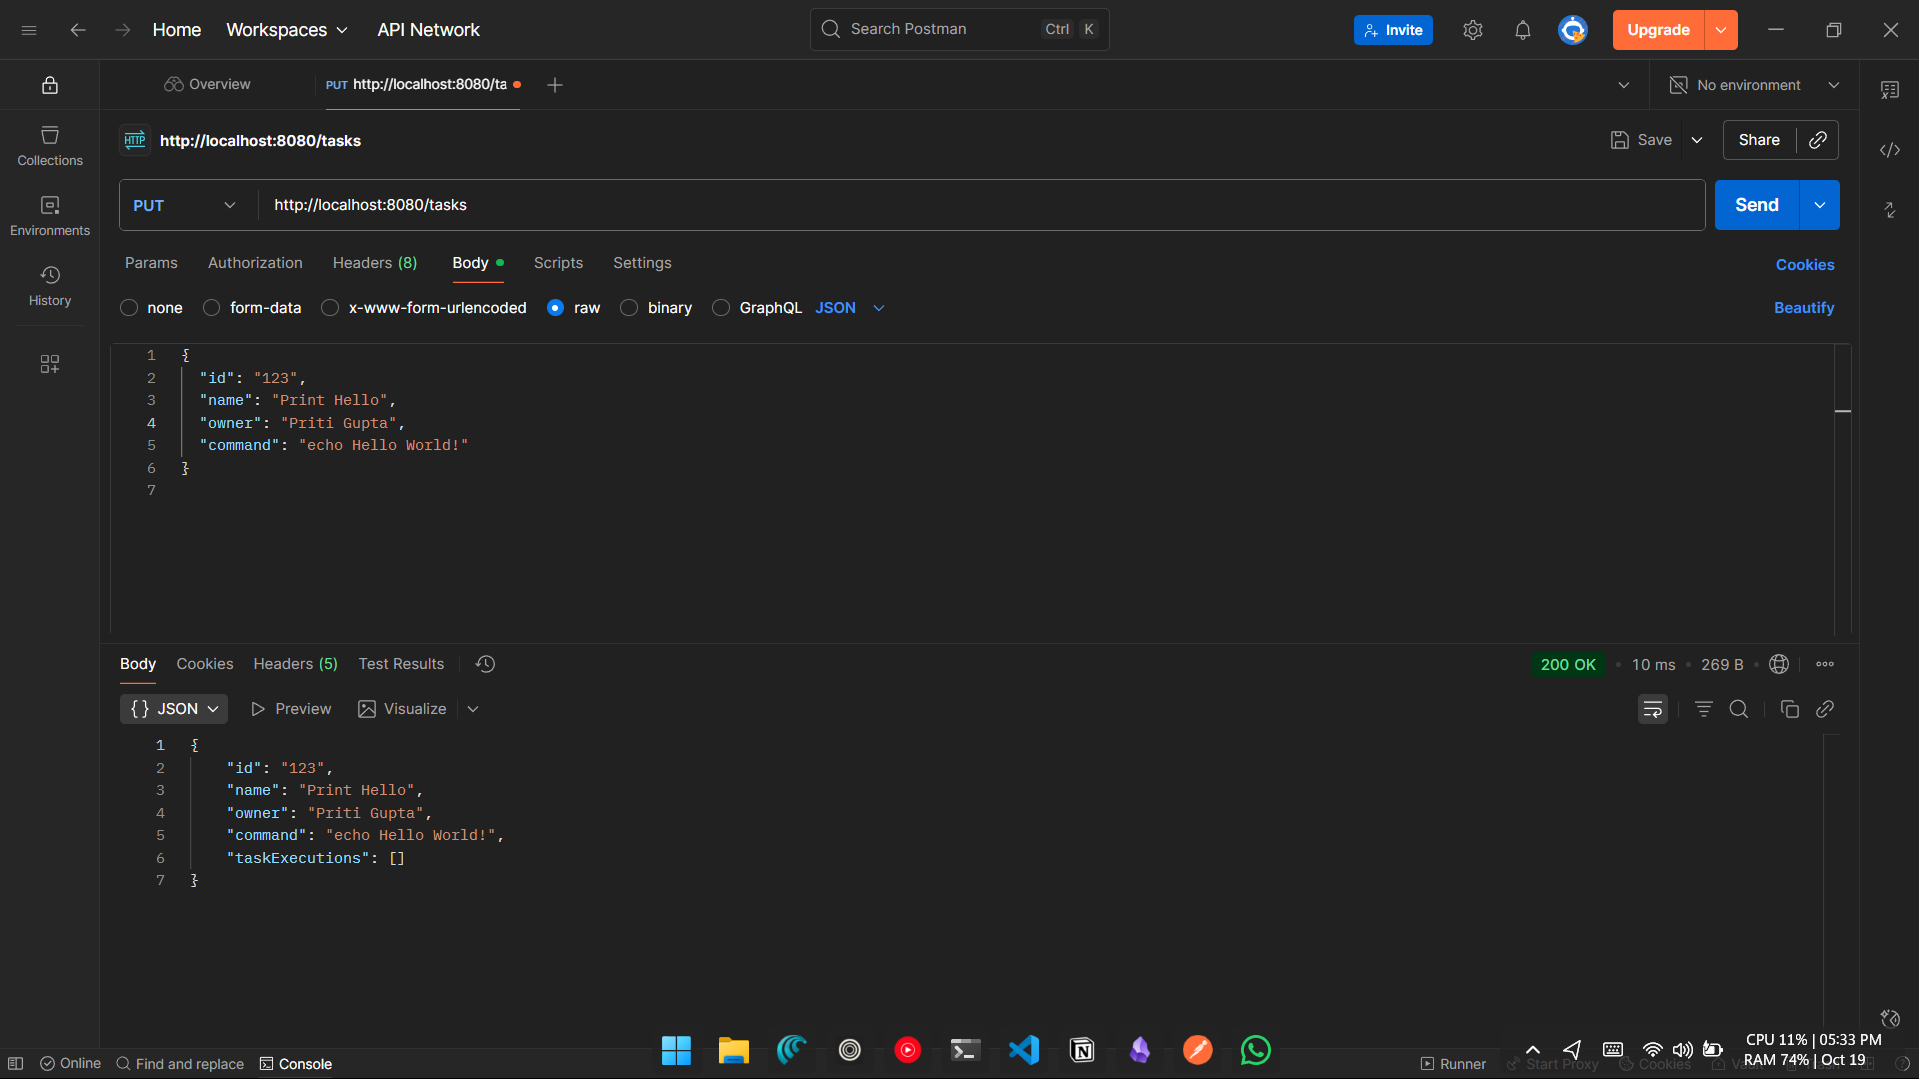 Home Workspaces API Network Search Postman Ctrl K Invite Upgrade
Overview PUT http://localhost:8080/ta No environment
HTTP http://localhost:8080/tasks Save Share
Collections
Environments
History
PUT http://localhost:8080/tasks Send
Params Authorization Headers (8) Body Scripts Settings Cookies
none form-data x-www-form-urlencoded raw binary GraphQL JSON Beautify
1 {
2 "id": "123",
3 "name": "Print Hello",
4 "owner": "Priti Gupta",
5 "command": "echo Hello World!"
6 }
7
Body Cookies Headers (5) Test Results 200 OK 10 ms 269 B
{} JSON Preview Visualize
1 {
2 "id": "123",
3 "name": "Print Hello",
4 "owner": "Priti Gupta",
5 "command": "echo Hello World!",
6 "taskExecutions": []
7 }
CPU 11% | 05:33 PM
RAM 74% | Oct 19
Online Find and replace Console Runner Start Proxy Cookies